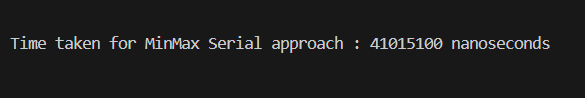 Time taken for MinMax Serial approach : 41015100 nanoseconds